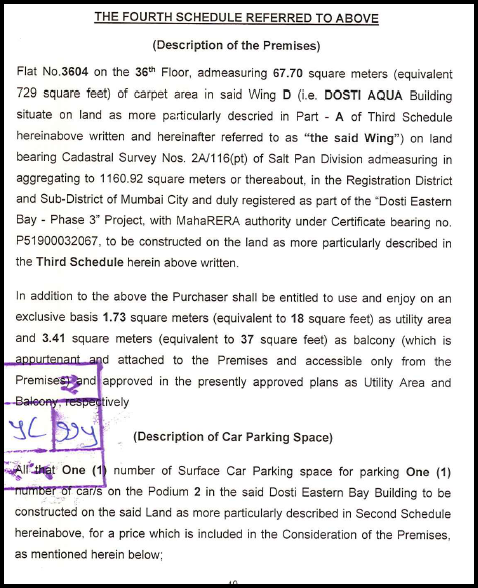 THE FOURTH SCHEDULE REFERRED TO ABOVE
(Description of the Premises)
Flat No.3604 on the 36th Floor, admeasuring 67.70 square meters (equivalent
729 square feet) of carpet area in said Wing D (i.e. DOSTI AQUA Building
situate on land as more particularly descried in Part - A of Third Schedule
hereinabove written and hereinafter referred to as “the said Wing”) on land
bearing Cadastral Survey Nos. 2A/116(pt) of Salt Pan Division admeasuring in
aggregating to 1160.92 square meters or thereabout, in the Registration District
and Sub-District of Mumbai City and duly registered as part of the “Dosti Eastern
Bay - Phase 3” Project, with MahaRERA authority under Certificate bearing no.
P51900032067, to be constructed on the land as more particularly described in
the Third Schedule herein above written.
In addition to the above the Purchaser shall be entitled to use and enjoy on an
exclusive basis 1.73 square meters (equivalent to 18 square feet) as utility area
and 3.41 square meters (equivalent to 37 square feet) as balcony (which is
appurtenant and attached to the Premises and accessible only from the
Premises) and approved in the presently approved plans as Utility Area and
Balcony, respectively
(Description of Car Parking Space)
All that One (1) number of Surface Car Parking space for parking One (1)
number of car/s on the Podium 2 in the said Dosti Eastern Bay Building to be
constructed on the said Land as more particularly described in Second Schedule
hereinabove, for a price which is included in the Consideration of the Premises,
as mentioned herein below;